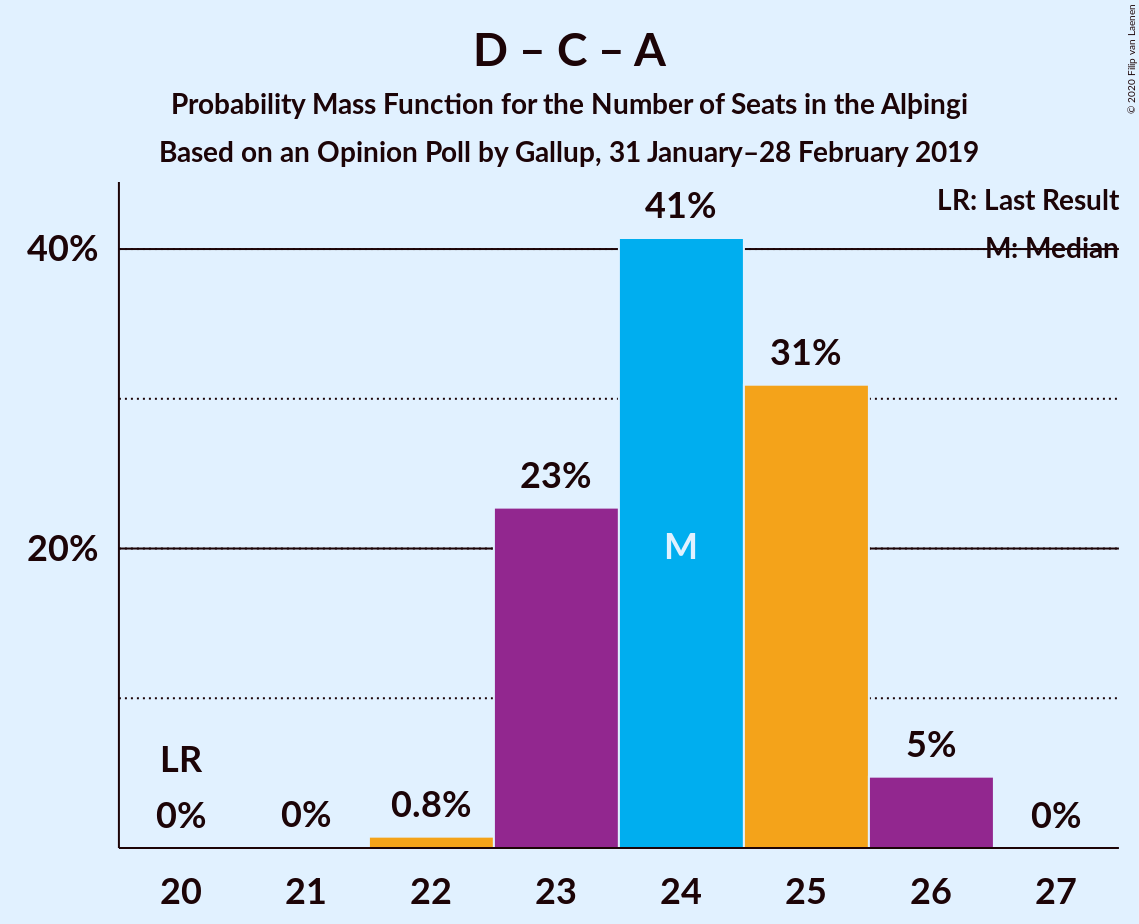 D – C – A
Probability Mass Function for the Number of Seats in the Alþingi
Based on an Opinion Poll by Gallup, 31 January–28 February 2019
© 2020 Filip van Laenen
LR: Last Result
M: Median
40%
20%
41%
31%
23%
M
5%
LR
0%
0%
0.8%
0%
20 21 22 23 24 25 26 27